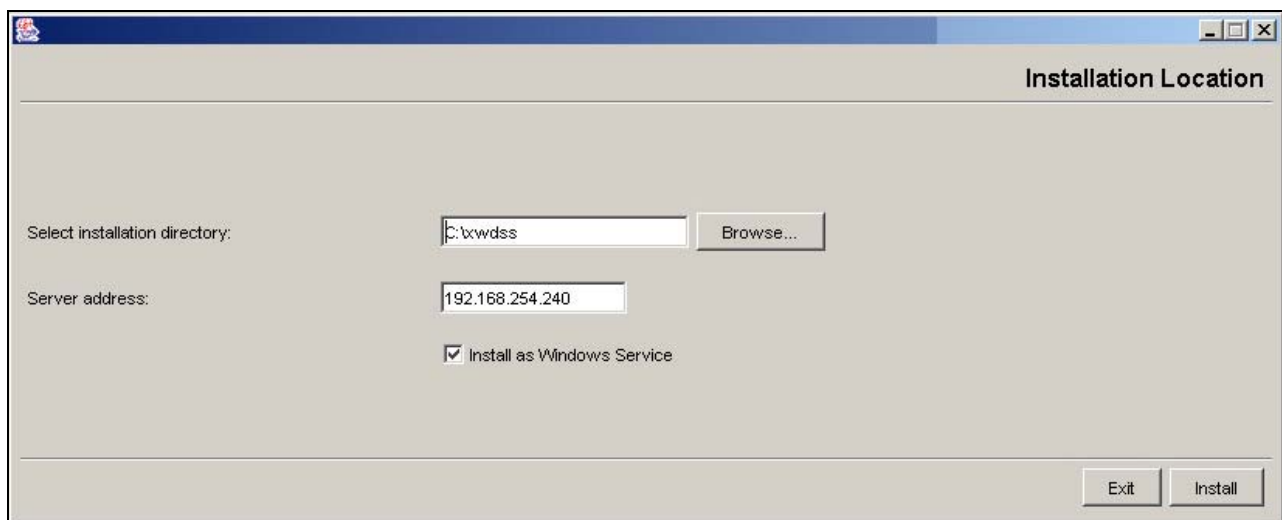 Installation Location
Select installation directory:
C:\xwdss
Browse...
Server address:
192.168.254.240
Install as Windows Service
Exit
Install